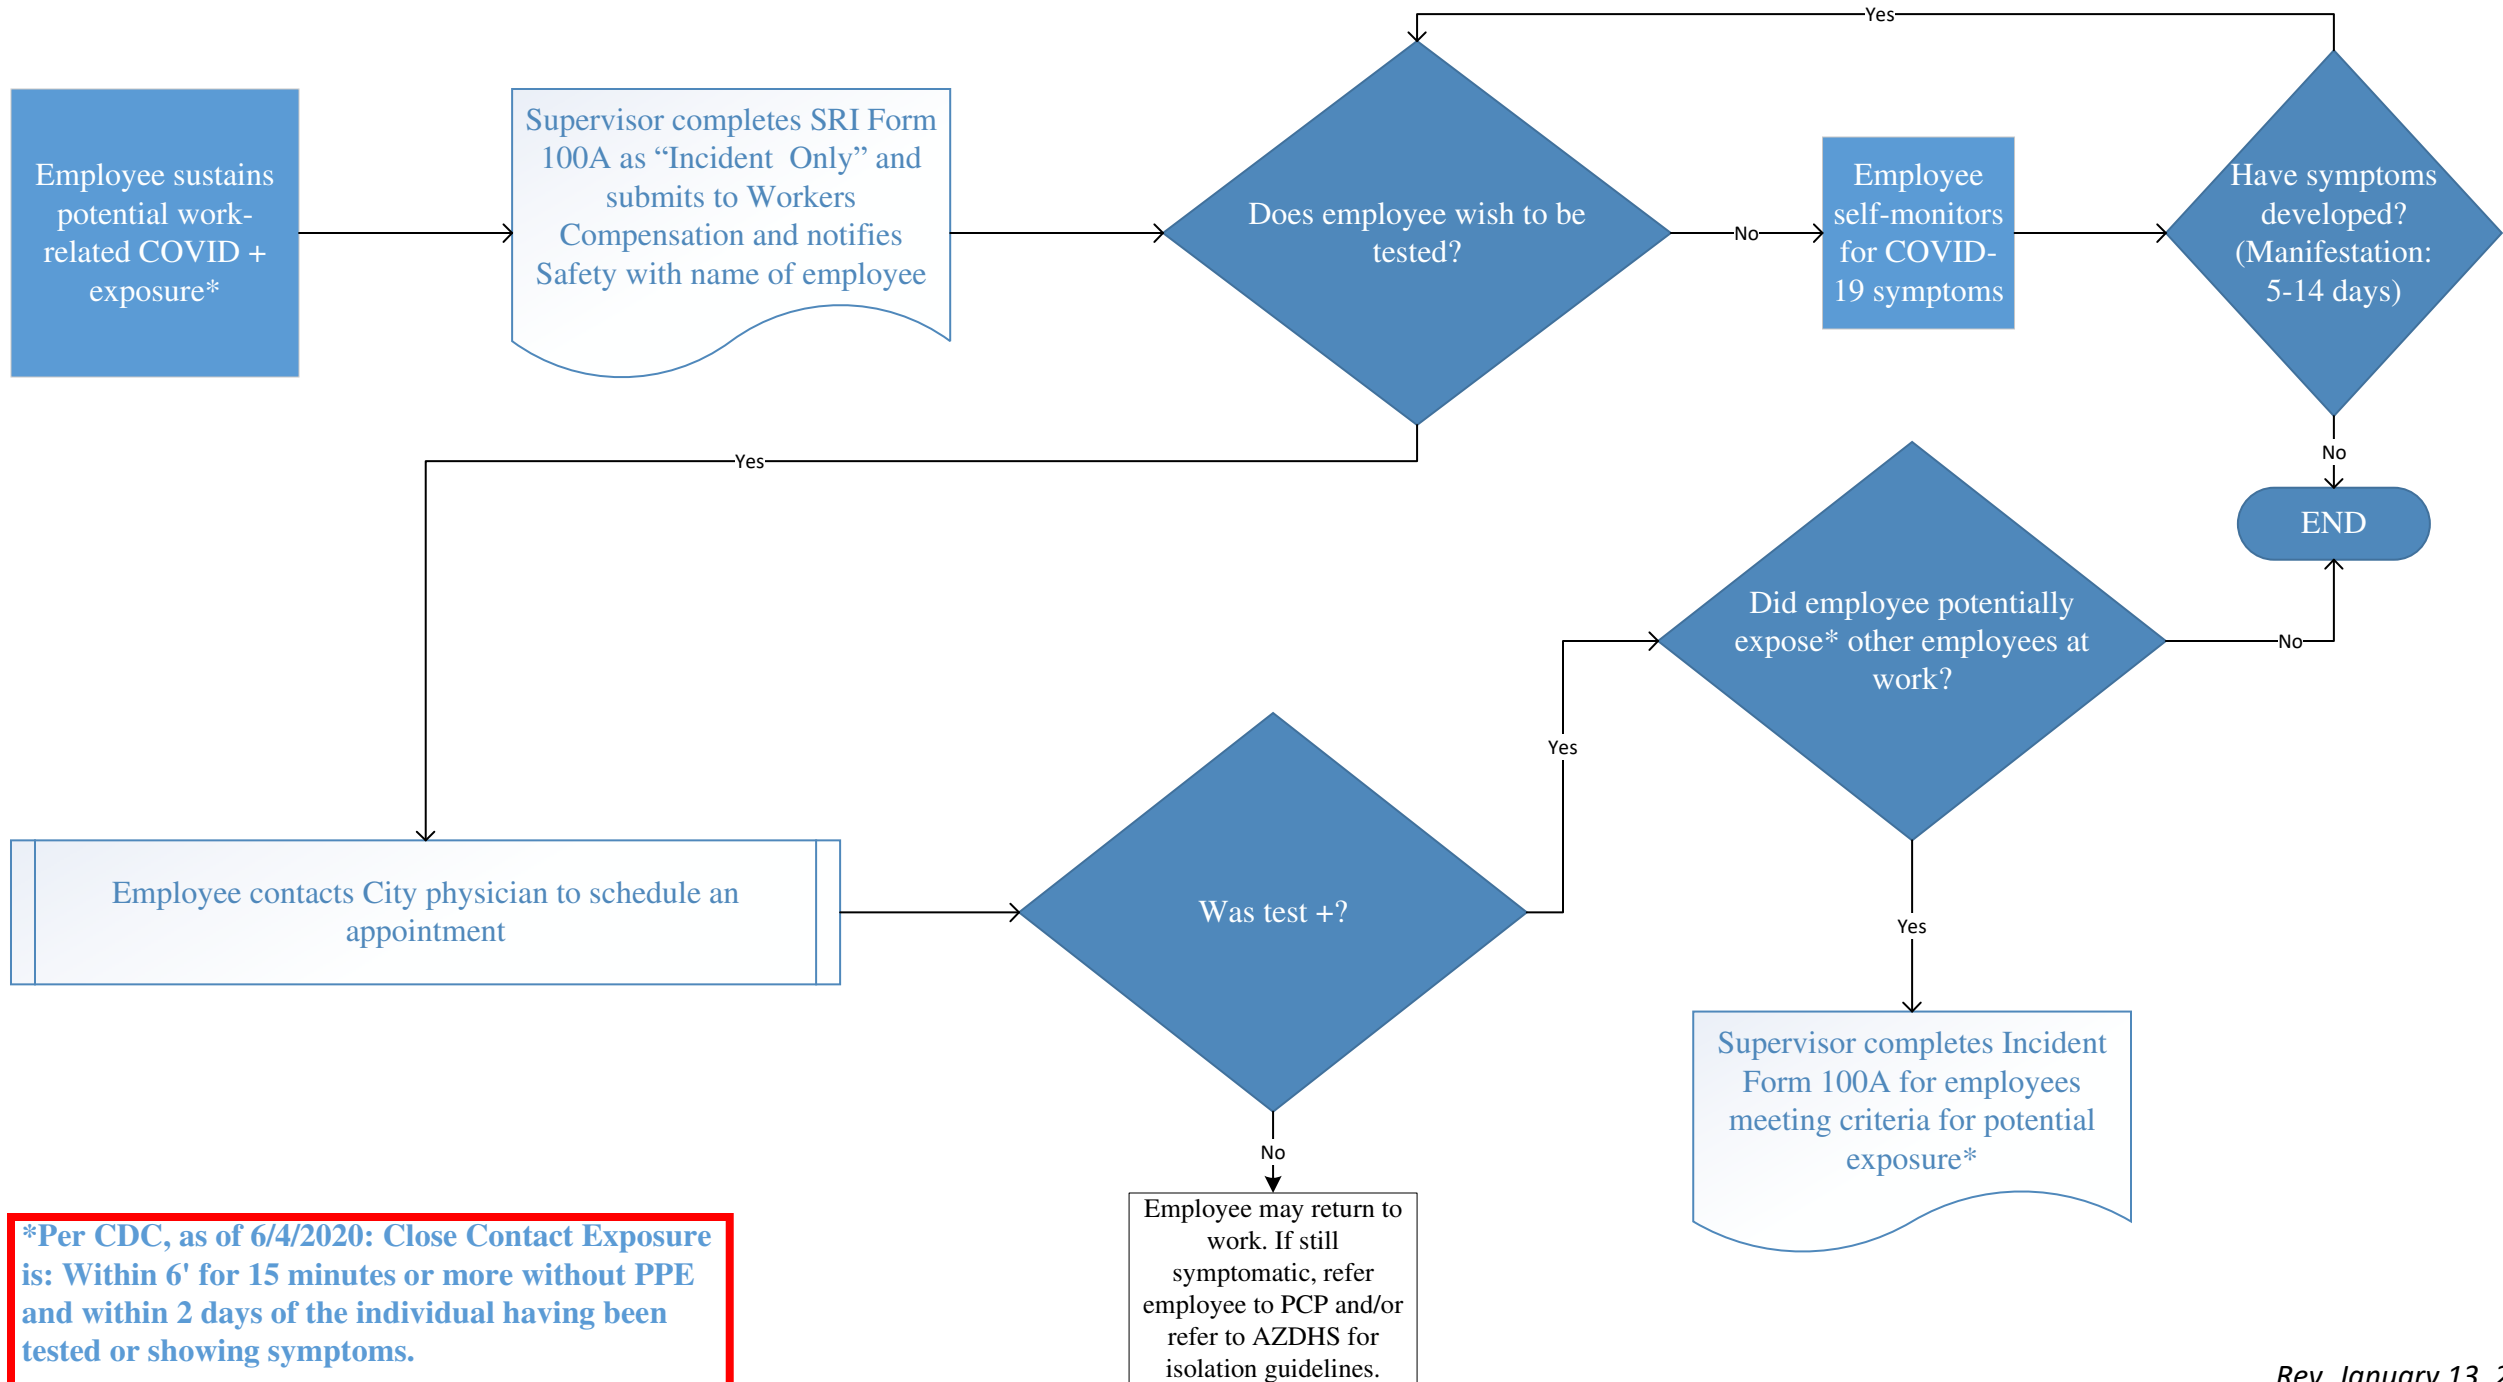 Yes
Employee sustains
potential work-
related COVID +
exposure*
Supervisor completes SRI Form
100A as “Incident Only” and
submits to Workers
Compensation and notifies
Safety with name of employee
Does employee wish to be
tested?
No
Employee
self-monitors
for COVID-
19 symptoms
Have symptoms
developed?
(Manifestation:
5-14 days)
Yes
No
END
Did employee potentially
expose* other employees at
work?
No
Yes
Employee contacts City physician to schedule an
appointment
Was test +?
Yes
Supervisor completes Incident
Form 100A for employees
meeting criteria for potential
exposure*
No
Employee may return to
work. If still
symptomatic, refer
employee to PCP and/or
refer to AZDHS for
isolation guidelines.
*Per CDC, as of 6/4/2020: Close Contact Exposure
is: Within 6' for 15 minutes or more without PPE
and within 2 days of the individual having been
tested or showing symptoms.
Rev. January 13, 2